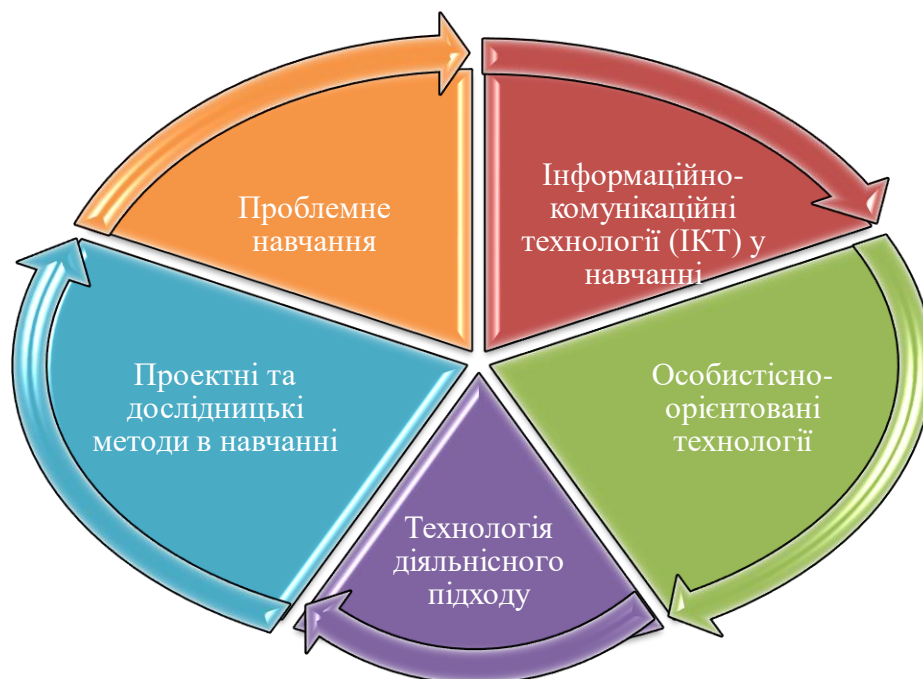 Проблемне
навчання
Інформаційно-
комунікаційні
технології (ІКТ) у
навчанні
Особистісно-
орієнтовані
технології
Технологія
діяльнісного
підходу
Проектні та
дослідницькі
методи в навчанні